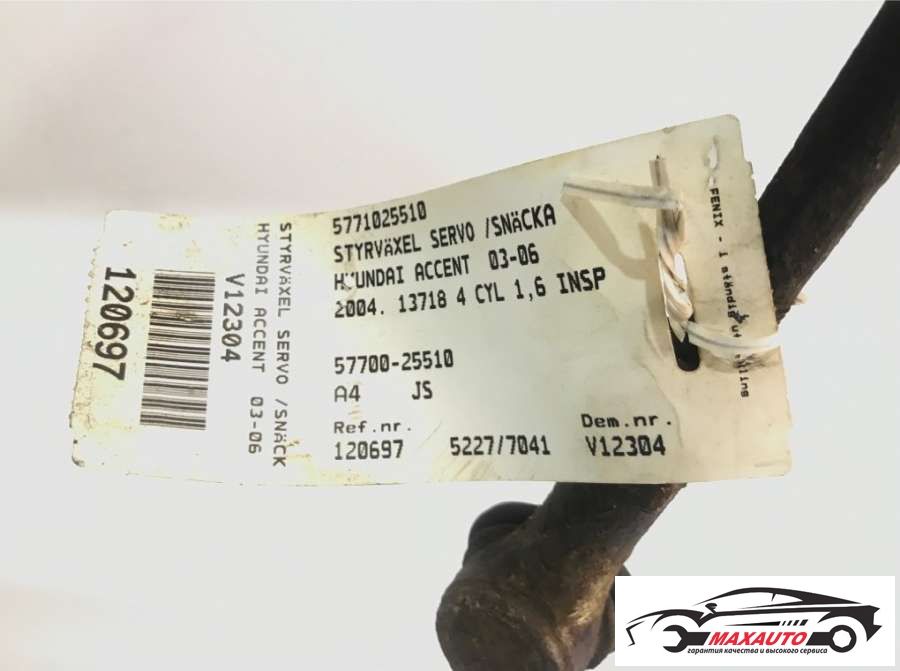 120697
V12304
HYUNDAI ACCENT 03-06
STYRVÄXEL SERVO /SNÄCK
5771025510
STYRVÄXEL SERVO /SNÄCKA
HYUNDAI ACCENT 03-06
2004. 13718 4 CYL 1,6 INSP
57700-25510
A4 JS
Ref.nr. Dem.nr.
120697 5227/7041 V12304
FENIX - i ständig
MAXAUTO
гарантия качества и высокого сервиса